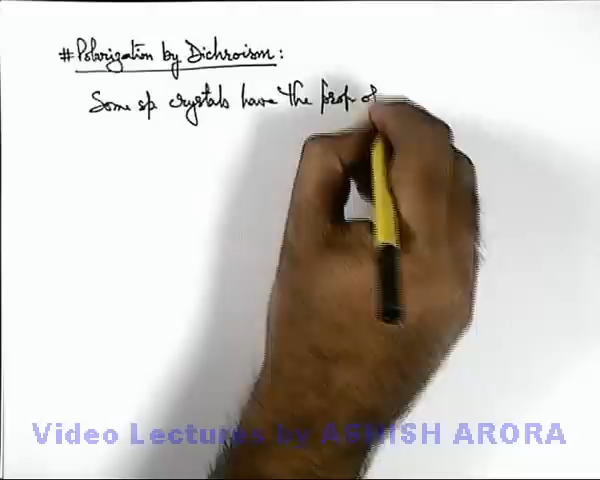 # Polarization by Dichroism :
Some sp crystals have the prop of
Video Lectures by ASHISH ARORA